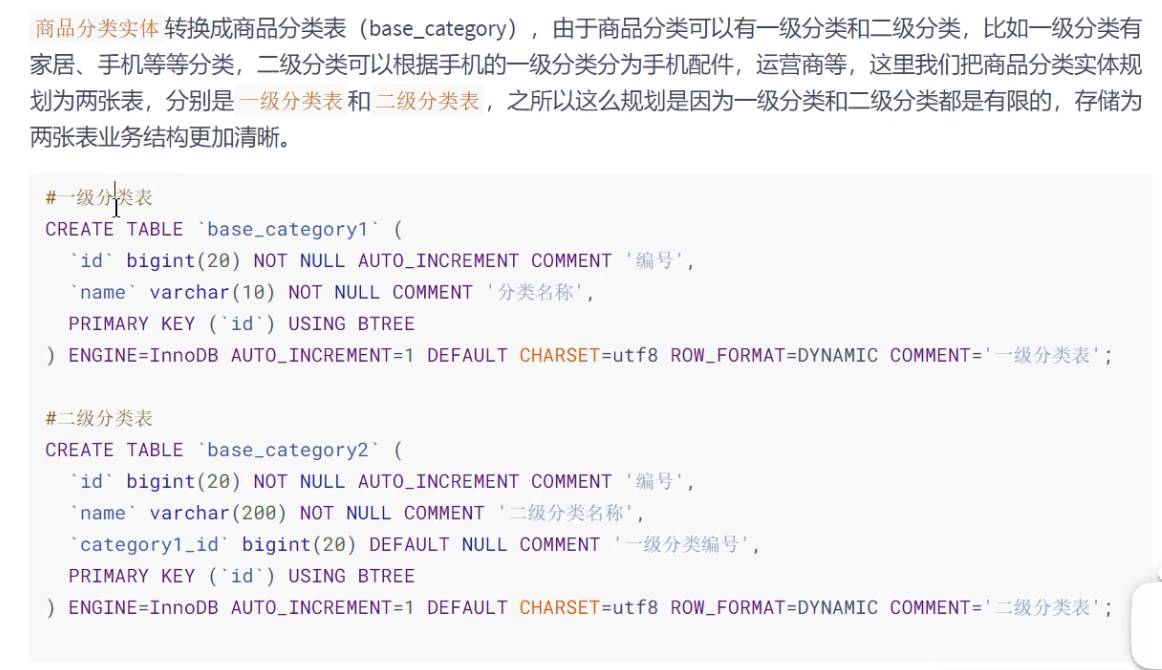 商品分类实体 转换成商品分类表（base_category），由于商品分类可以有一级分类和二级分类，比如一级分类有
家居、手机等等分类，二级分类可以根据手机的一级分类分为手机配件，运营商等，这里我们把商品分类实体规
划为两张表，分别是 一级分类表 和 二级分类表 ，之所以这么规划是因为一级分类和二级分类都是有限的，存储为
两张表业务结构更加清晰。
#一级分类表
CREATE TABLE `base_category1` (
  `id` bigint(20) NOT NULL AUTO_INCREMENT COMMENT '编号',
  `name` varchar(10) NOT NULL COMMENT '分类名称',
  PRIMARY KEY (`id`) USING BTREE
) ENGINE=InnoDB AUTO_INCREMENT=1 DEFAULT CHARSET=utf8 ROW_FORMAT=DYNAMIC COMMENT='一级分类表';
#二级分类表
CREATE TABLE `base_category2` (
  `id` bigint(20) NOT NULL AUTO_INCREMENT COMMENT '编号',
  `name` varchar(200) NOT NULL COMMENT '二级分类名称',
  `category1_id` bigint(20) DEFAULT NULL COMMENT '一级分类编号',
  PRIMARY KEY (`id`) USING BTREE
) ENGINE=InnoDB AUTO_INCREMENT=1 DEFAULT CHARSET=utf8 ROW_FORMAT=DYNAMIC COMMENT='二级分类表';